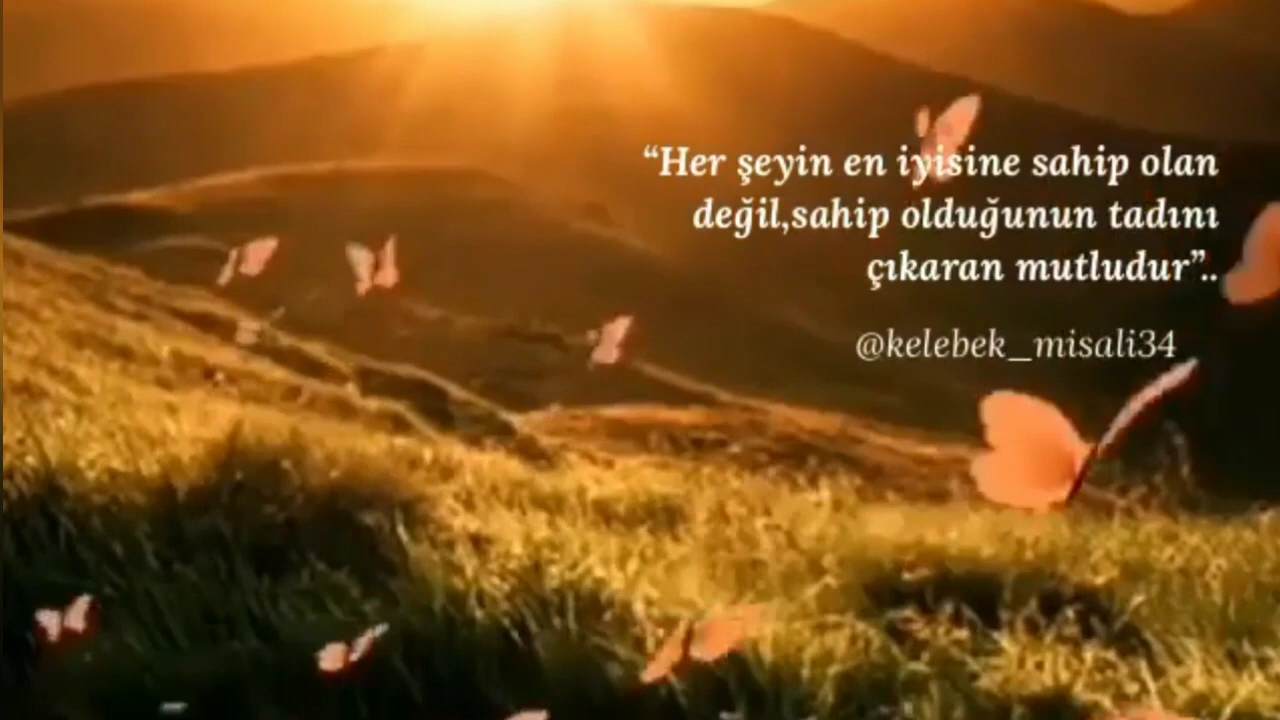 “Her şeyin en iyisine sahip olan
değil,sahip olduğunun tadını
çıkaran mutludur”..
@kelebek_misali34